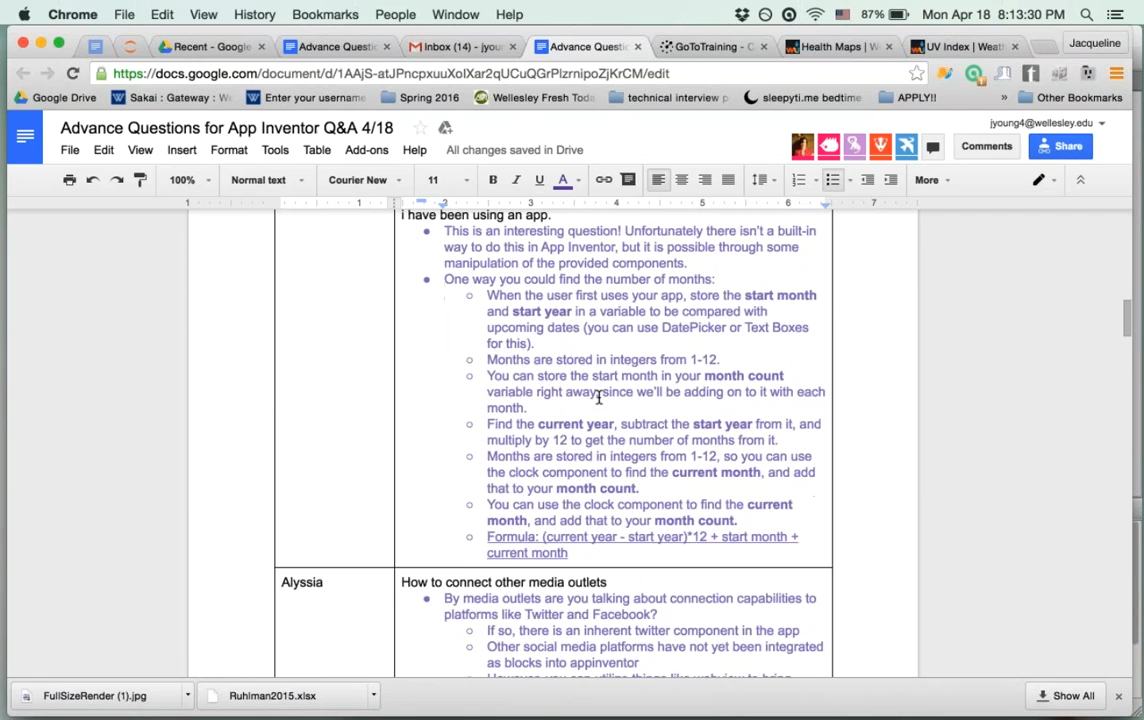 Chrome File Edit View History Bookmarks People Window Help 87% Mon Apr 18 8:13:30 PM
Recent - Google Advance Questi Inbox (14) - jyour Advance Questi GoToTraining - C Health Maps | W UV Index | Weath Jacqueline
https://docs.google.com/document/d/1AAjS-atJPncpxuuXoIXar2qUCuQGrPlzrnipoZjKrCM/edit
Google Drive Sakai : Gateway : W Enter your username Spring 2016 Wellesley Fresh Toda technical interview p sleepyti.me bedtime APPLY!! » Other Bookmarks
Advance Questions for App Inventor Q&A 4/18
jyoung4@wellesley.edu
File Edit View Insert Format Tools Table Add-ons Help All changes saved in Drive
Comments Share
100% Normal text Courier New 11 B I U A More
1 1 2 3 4 5 6 7
i have been using an app.
● This is an interesting question! Unfortunately there isn't a built-in
way to do this in App Inventor, but it is possible through some
manipulation of the provided components.
● One way you could find the number of months:
○ When the user first uses your app, store the start month
and start year in a variable to be compared with
upcoming dates (you can use DatePicker or Text Boxes
for this).
○ Months are stored in integers from 1-12.
○ You can store the start month in your month count
variable right away since we'll be adding on to it with each
month.
○ Find the current year, subtract the start year from it, and
multiply by 12 to get the number of months from it.
○ Months are stored in integers from 1-12, so you can use
the clock component to find the current month, and add
that to your month count.
○ You can use the clock component to find the current
month, and add that to your month count.
○ Formula: (current year - start year)*12 + start month +
current month
Alyssia
How to connect other media outlets
● By media outlets are you talking about connection capabilities to
platforms like Twitter and Facebook?
○ If so, there is an inherent twitter component in the app
○ Other social media platforms have not yet been integrated
as blocks into appinventor
FullSizeRender (1).jpg Ruhlman2015.xlsx Show All